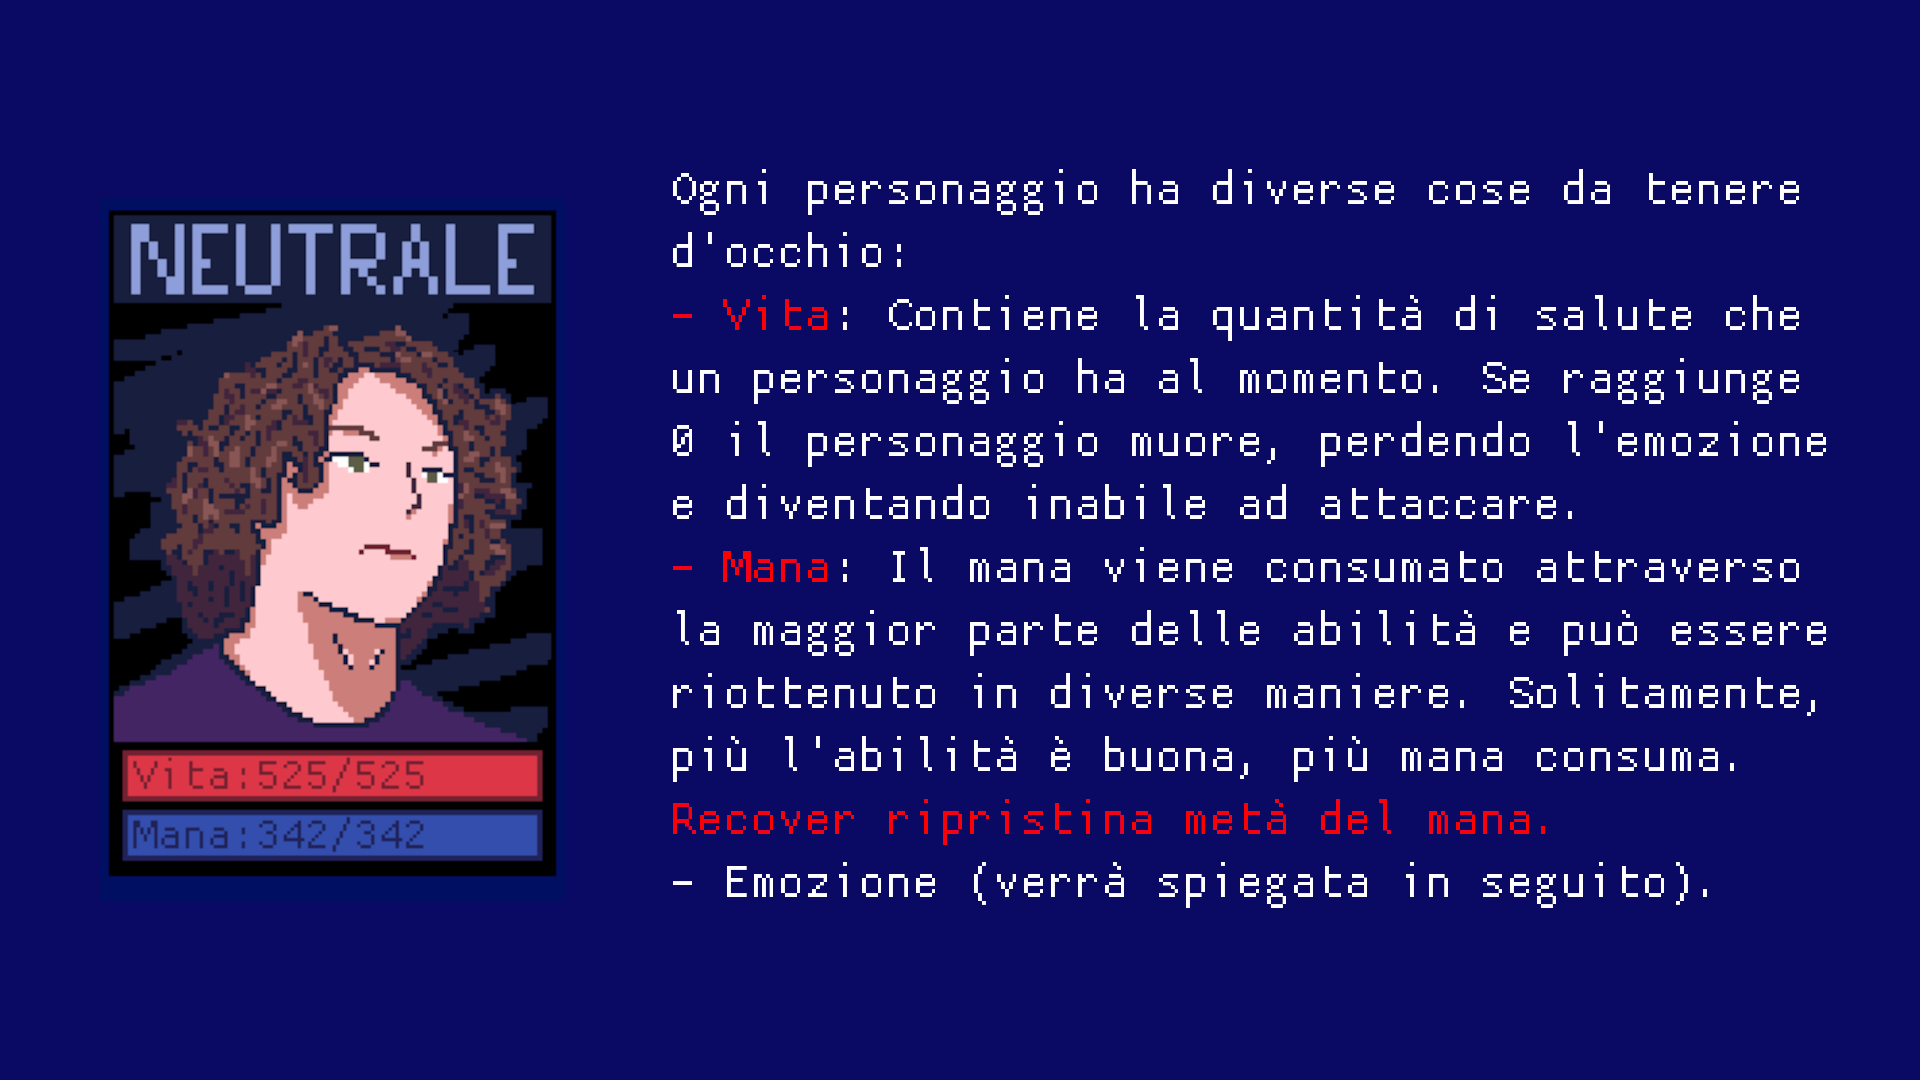 NEUTRALE
Vita:525/525
Mana:342/342
Ogni personaggio ha diverse cose da tenere
d'occhio:
- Vita: Contiene la quantità di salute che
un personaggio ha al momento. Se raggiunge
0 il personaggio muore, perdendo l'emozione
e diventando inabile ad attaccare.
- Mana: Il mana viene consumato attraverso
la maggior parte delle abilità e può essere
riottenuto in diverse maniere. Solitamente,
più l'abilità è buona, più mana consuma.
Recover ripristina metà del mana.
- Emozione (verrà spiegata in seguito).